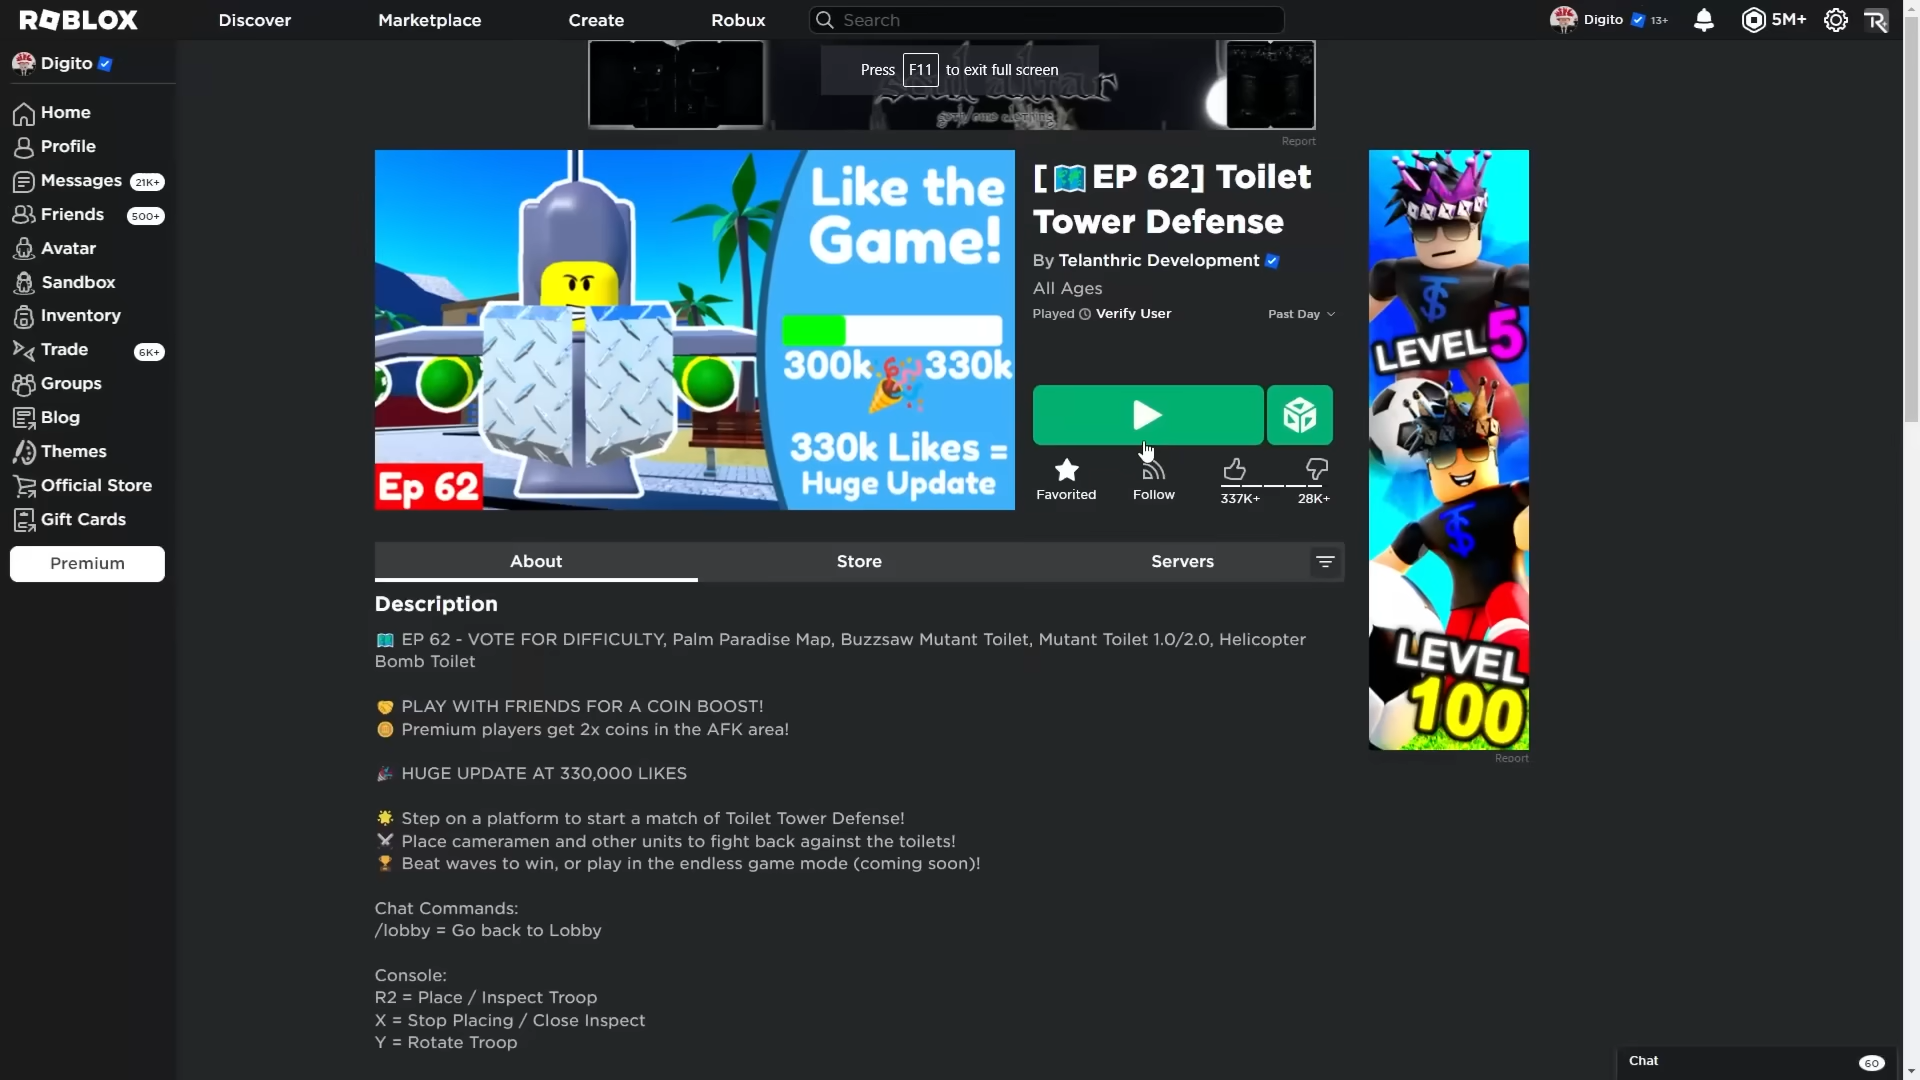 ROBLOX
Discover
Marketplace
Create
Robux
Search
Digito
13+
5M+
Digito
Home
Profile
Messages 21K+
Friends 500+
Avatar
Sandbox
Inventory
Trade 6K+
Groups
Blog
Themes
Official Store
Gift Cards
Premium
Press F11 to exit full screen
Report
Like the
Game!
300k 🎉 330k
330k Likes =
Huge Update
Ep 62
[🗺️EP 62] Toilet
Tower Defense
By Telanthric Development
All Ages
Played Verify User
Past Day
Favorited
Follow
337K+
28K+
LEVEL 5
LEVEL
100
Report
About
Store
Servers
Description
🗺️ EP 62 - VOTE FOR DIFFICULTY, Palm Paradise Map, Buzzsaw Mutant Toilet, Mutant Toilet 1.0/2.0, Helicopter
Bomb Toilet
🤝 PLAY WITH FRIENDS FOR A COIN BOOST!
🪙 Premium players get 2x coins in the AFK area!
🎉 HUGE UPDATE AT 330,000 LIKES
🌟 Step on a platform to start a match of Toilet Tower Defense!
⚔️ Place cameramen and other units to fight back against the toilets!
🏆 Beat waves to win, or play in the endless game mode (coming soon)!
Chat Commands:
/lobby = Go back to Lobby
Console:
R2 = Place / Inspect Troop
X = Stop Placing / Close Inspect
Y = Rotate Troop
Chat
60